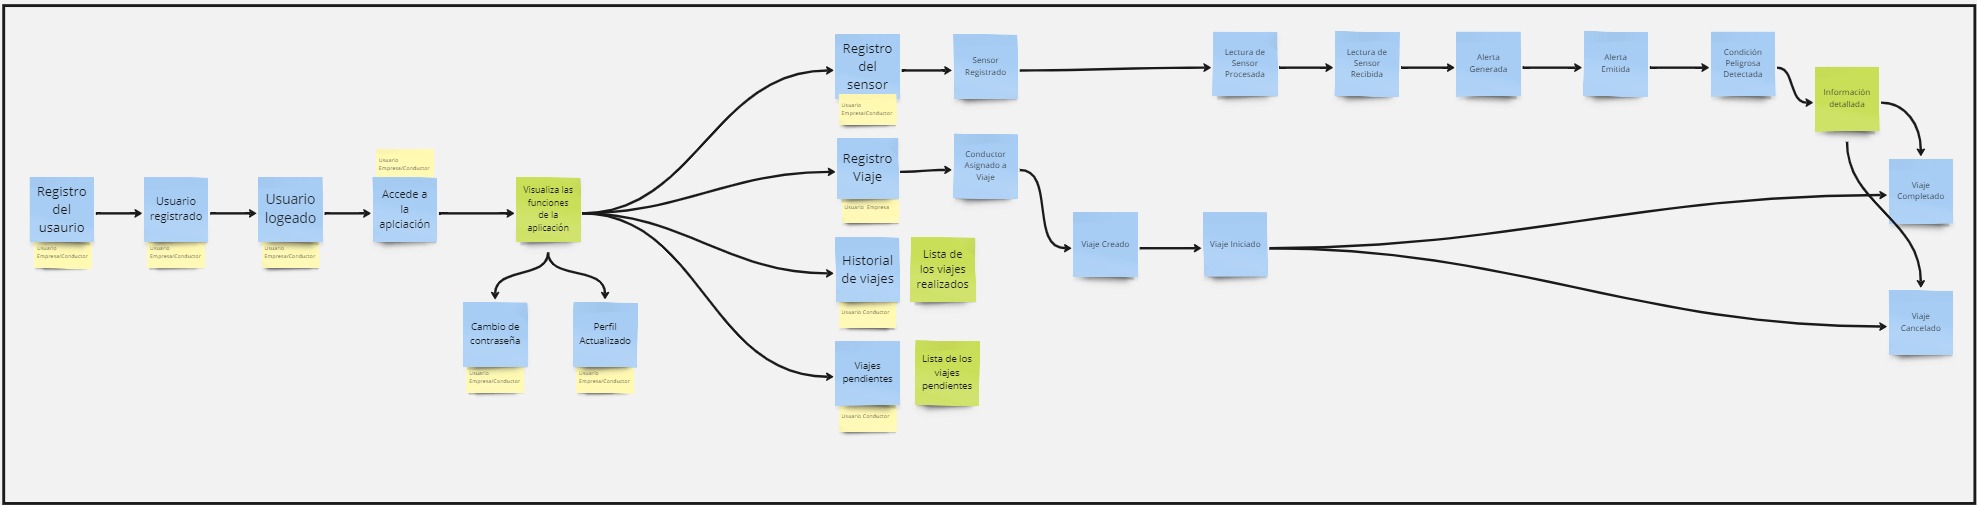 Registro
del
usaurio
Usuario
Empresa/Conductor
Usuario
registrado
Usuario
Empresa/Conductor
Usuario
logeado
Usuario
Empresa/Conductor
Usuario
Empresa/Conductor
Accede a
la
aplciación
Visualiza las
funciones
de la
aplicación
Cambio de
contraseña
Usuario
Empresa/Conductor
Perfil
Actualizado
Usuario
Empresa/Conductor
Registro
del
sensor
Usuario
Empresa/Conductor
Sensor
Registrado
Lectura de
Sensor
Procesada
Lectura de
Sensor
Recibida
Alerta
Generada
Alerta
Emitida
Condición
Peligrosa
Detectada
Información
detallada
Registro
Viaje
Usuario Empresa
Conductor
Asignado a
Viaje
Viaje Creado
Viaje Iniciado
Viaje
Completado
Viaje
Cancelado
Historial
de viajes
Usuario Conductor
Lista de
los viajes
realizados
Viajes
pendientes
Usuario Conductor
Lista de los
viajes
pendientes